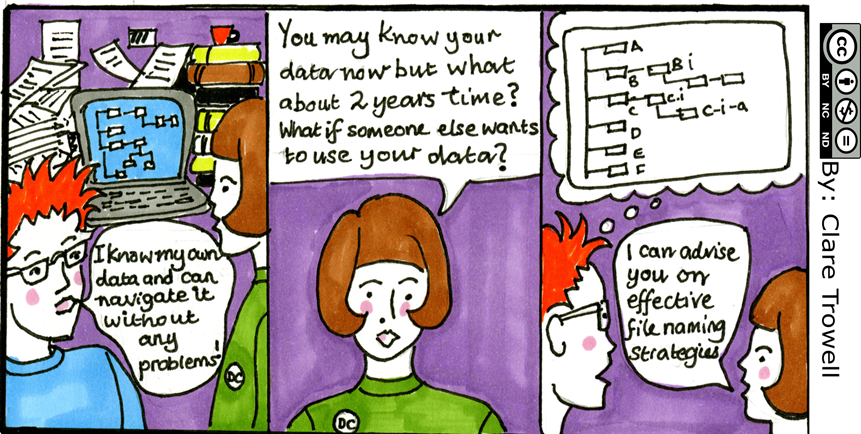 I know my own
data and can
navigate it
without
any
problems!
DC
You may know your
data now but what
about 2 years time?
What if someone else wants
to use your data?
DC
A
B i
B
c.i
C
C-i-a
D
E
F
I can advise
you on
effective
file naming
strategies
CC
BY NC ND
By: Clare Trowell